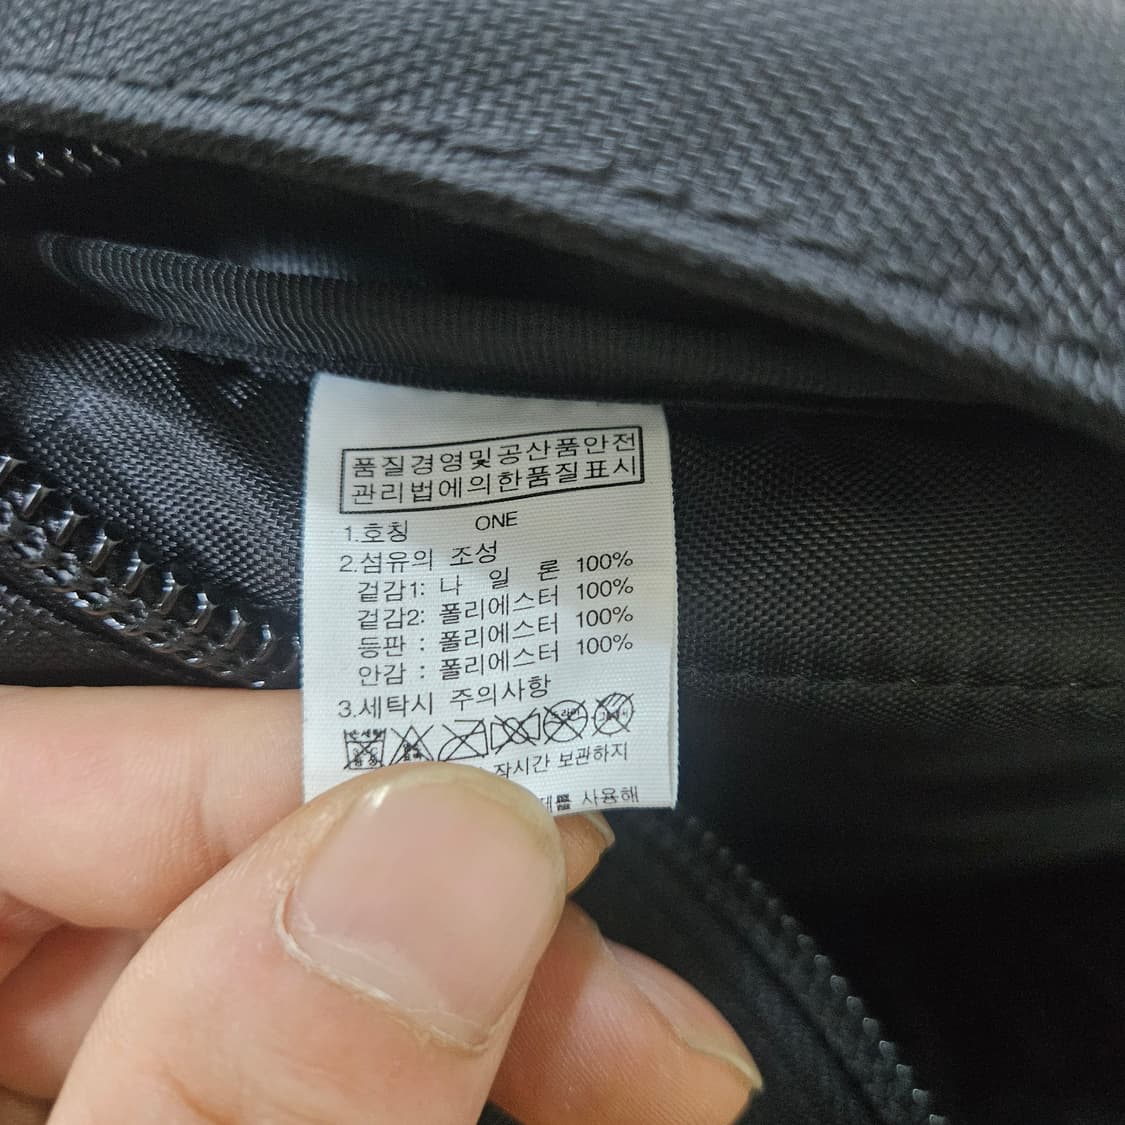 품질경영및공산품안전
관리법에의한품질표시
1.호칭 ONE
2.섬유의 조성
겉감1: 나 일 론 100%
겉감2: 폴리에스터 100%
등판 : 폴리에스터 100%
안감 : 폴리에스터 100%
3.세탁시 주의사항
드라이
보관하지
사용해